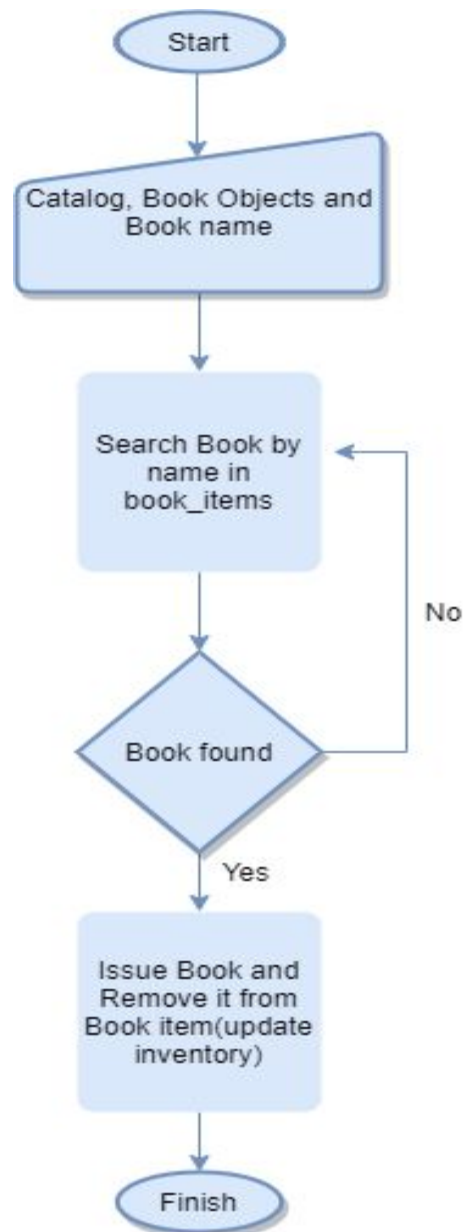 Start
Catalog, Book Objects and
Book name
Search Book by
name in
book_items
No
Book found
Yes
Issue Book and
Remove it from
Book item(update
inventory)
Finish